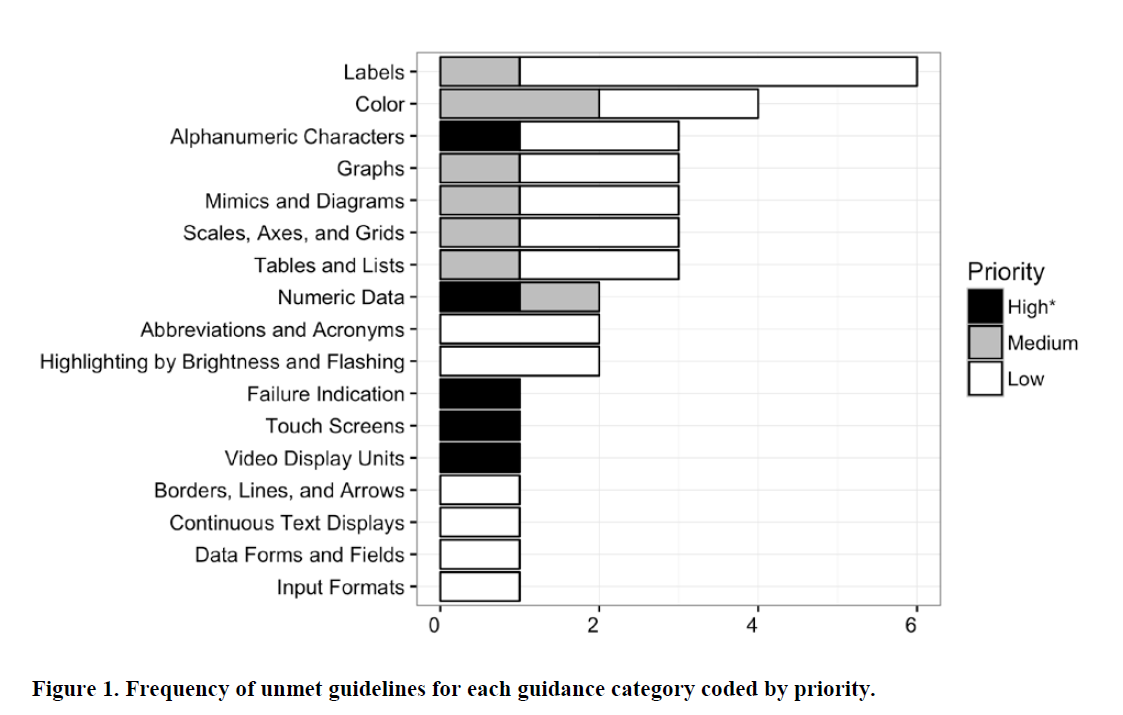 Labels
Color
Alphanumeric Characters
Graphs
Mimics and Diagrams
Scales, Axes, and Grids
Tables and Lists
Numeric Data
Abbreviations and Acronyms
Highlighting by Brightness and Flashing
Failure Indication
Touch Screens
Video Display Units
Borders, Lines, and Arrows
Continuous Text Displays
Data Forms and Fields
Input Formats
0 2 4 6
Priority
High*
Medium
Low
Figure 1. Frequency of unmet guidelines for each guidance category coded by priority.